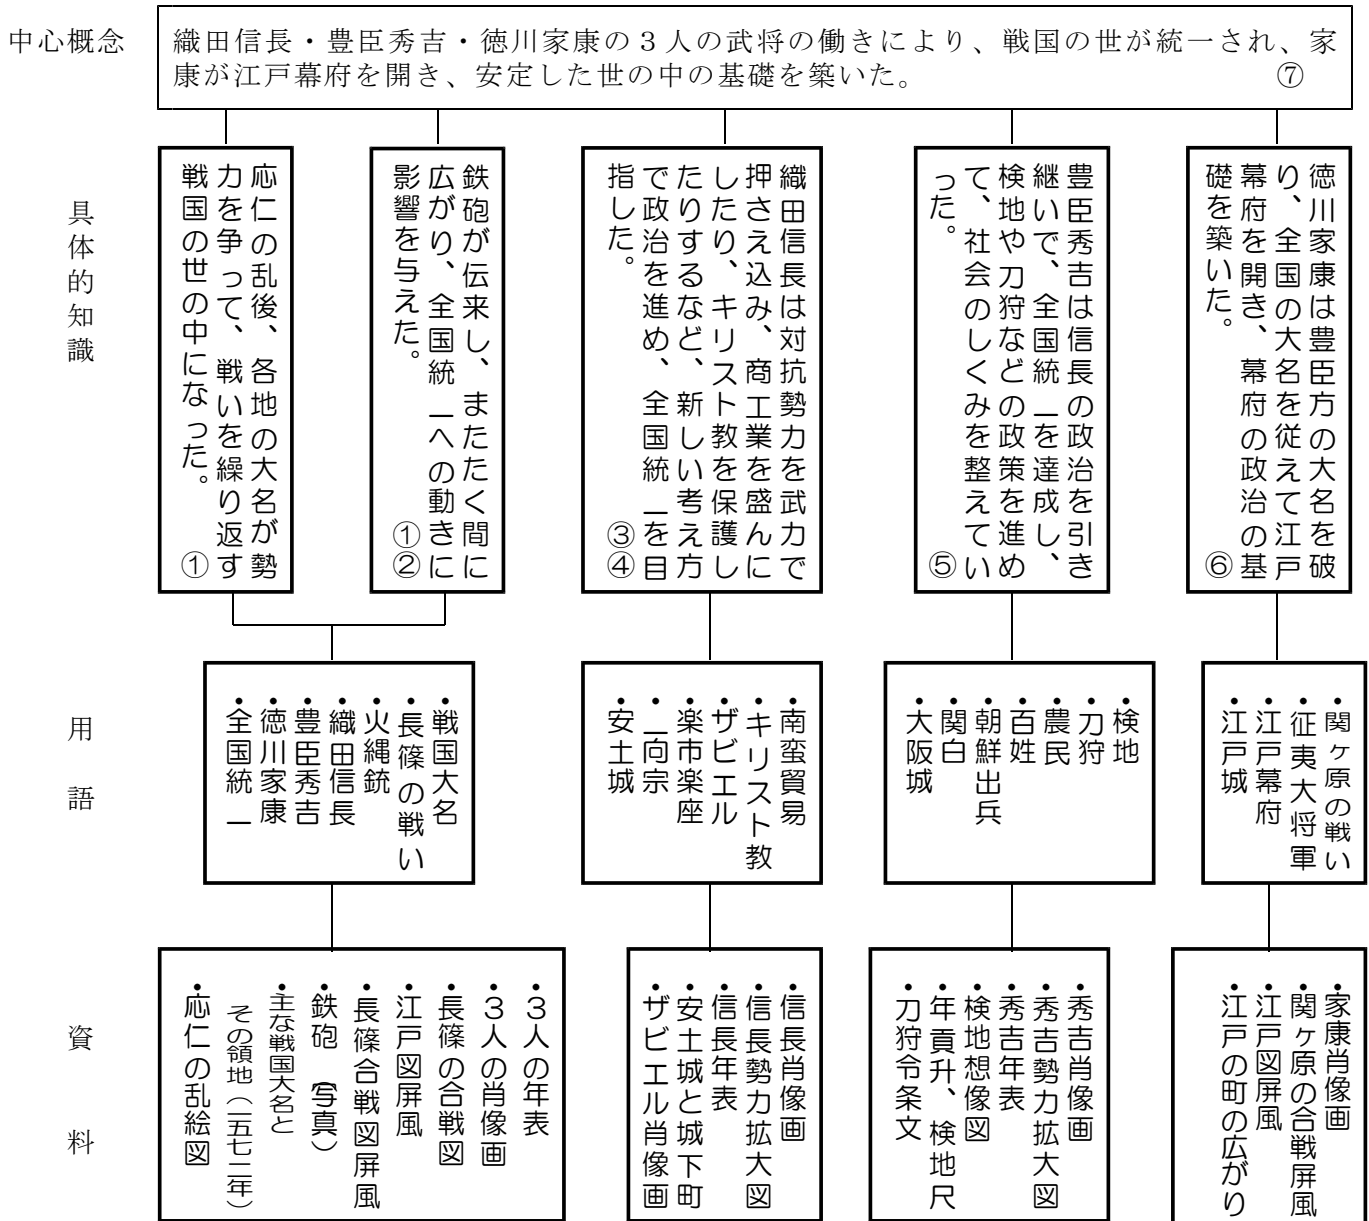 中心概念
織田信長・豊臣秀吉・徳川家康の3人の武将の働きにより、戦国の世が統一され、家
康が江戸幕府を開き、安定した世の中の基礎を築いた。 ⑦
具体的知識
徳川家康は豊臣方の大名を破
り、全国の大名を従えて江戸
幕府を開き、幕府の政治の基
礎を築いた。 ⑥
豊臣秀吉は信長の政治を引き
継いで、全国統一を達成し、
検地や刀狩などの政策を進め
て、社会のしくみを整えてい
った。 ⑤
織田信長は対抗勢力を武力で
押さえ込み、商工業を盛んに
したり、キリスト教を保護し
たりするなど、新しい考え方
で政治を進め、全国統一を目
指した。 ③④
鉄砲が伝来し、またたく間に
広がり、全国統一への動きに
影響を与えた。 ①②
応仁の乱後、各地の大名が勢
力を争って、戦いを繰り返す
戦国の世の中になった。 ①
用語
・関ヶ原の戦い
・征夷大将軍
・江戸幕府
・江戸城
・検地
・刀狩
・農民
・百姓
・朝鮮出兵
・関白
・大阪城
・南蛮貿易
・キリスト教
・ザビエル
・楽市楽座
・一向宗
・安土城
・戦国大名
・長篠の戦い
・火縄銃
・織田信長
・豊臣秀吉
・徳川家康
・全国統一
資料
・家康肖像画
・関ヶ原の合戦屏風
・江戸図屏風
・江戸の町の広がり
・秀吉肖像画
・秀吉勢力拡大図
・秀吉年表
・検地想像図
・年貢升、検地尺
・刀狩令条文
・信長肖像画
・信長勢力拡大図
・信長年表
・安土城と城下町
・ザビエル肖像画
・3人の年表
・3人の肖像画
・長篠の合戦図
・江戸図屏風
・長篠合戦図屏風
・鉄砲(写真)
・主な戦国大名と
その領地(一五七二年)
・応仁の乱絵図